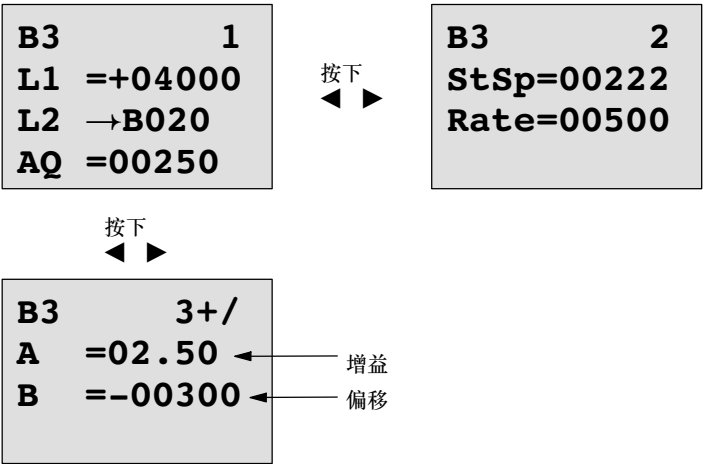 B3 1
L1 =+04000
L2 →B020
AQ =00250
按下
◀ ▶
B3 2
StSp=00222
Rate=00500
按下
◀ ▶
B3 3+/
A =02.50
B =-00300
增益
偏移